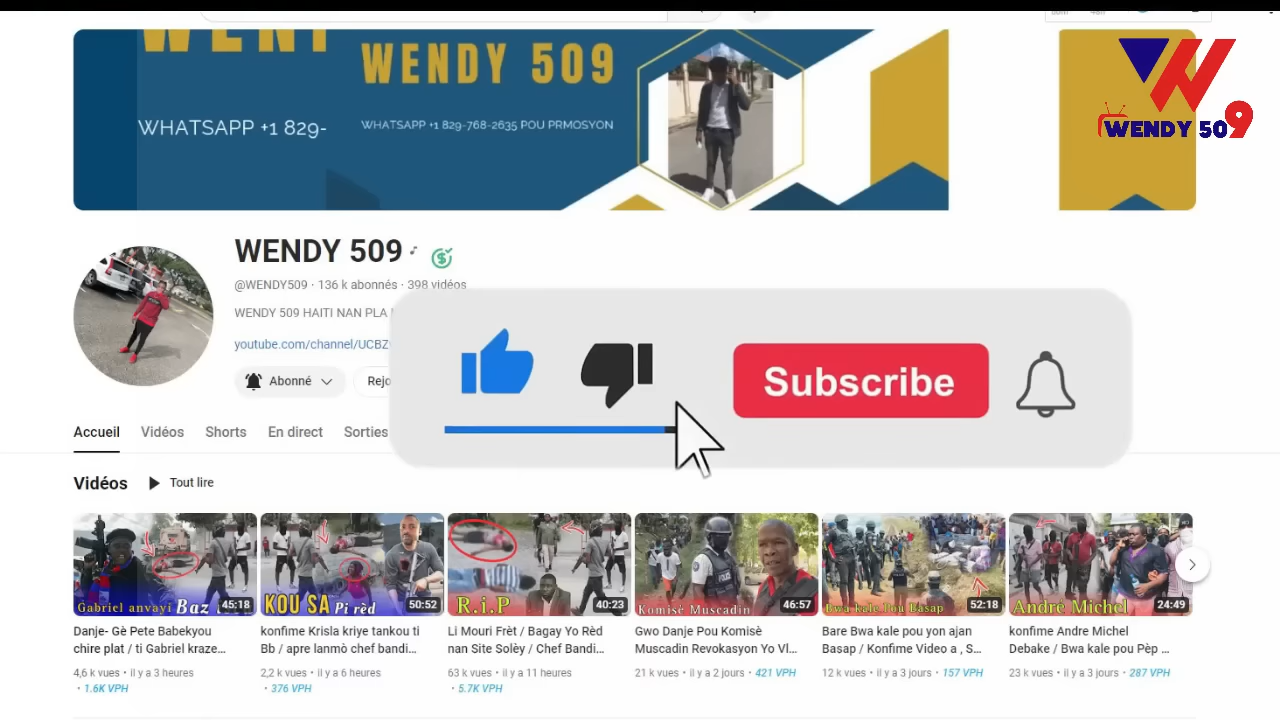 WENDY 509
WHATSAPP +1 829-
WHATSAPP +1 829-768-2635 POU PRMOSYON
WENDY 509
WENDY 509
@WENDY509 · 136 k abonnés · 398 vidéos
WENDY 509 HAITI NAN PLA
youtube.com/channel/UCBZ
Abonné
Rejo
Subscribe
Accueil
Vidéos
Shorts
En direct
Sorties
Vidéos
Tout lire
Gabriel anvayi Baz
45:18
KOU SA Pi rèd
50:52
R.i.P
40:23
Komisè Muscadin
46:57
Bwa kale Pou Basap
52:18
Andre Michel
24:49
Danje- Gè Pete Babekyou
chire plat / ti Gabriel kraze...
4,6 k vues · il y a 3 heures
· 1.6K VPH
konfime Krisla kriye tankou ti
Bb / apre lanmò chef bandi...
2,2 k vues · il y a 6 heures
· 376 VPH
Li Mouri Frèt / Bagay Yo Rèd
nan Site Solèy / Chef Bandi...
63 k vues · il y a 11 heures
· 5.7K VPH
Gwo Danje Pou Komisè
Muscadin Revokasyon Yo Vl...
21 k vues · il y a 2 jours · 421 VPH
Bare Bwa kale pou yon ajan
Basap / Konfime Video a , S...
12 k vues · il y a 3 jours · 157 VPH
konfime Andre Michel
Debake / Bwa kale pou Pèp ...
23 k vues · il y a 3 jours · 287 VPH